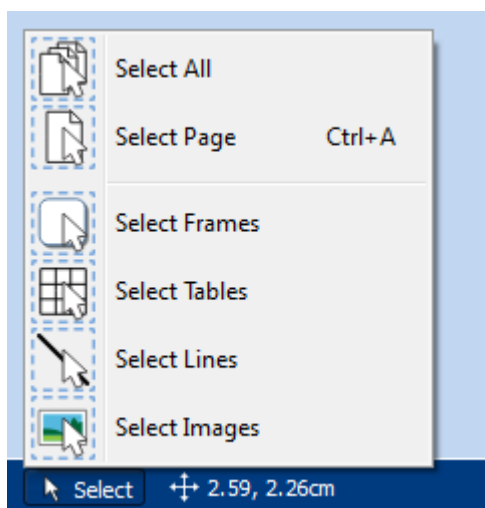 Select All
Select Page Ctrl+A
Select Frames
Select Tables
Select Lines
Select Images
Select 2.59, 2.26cm